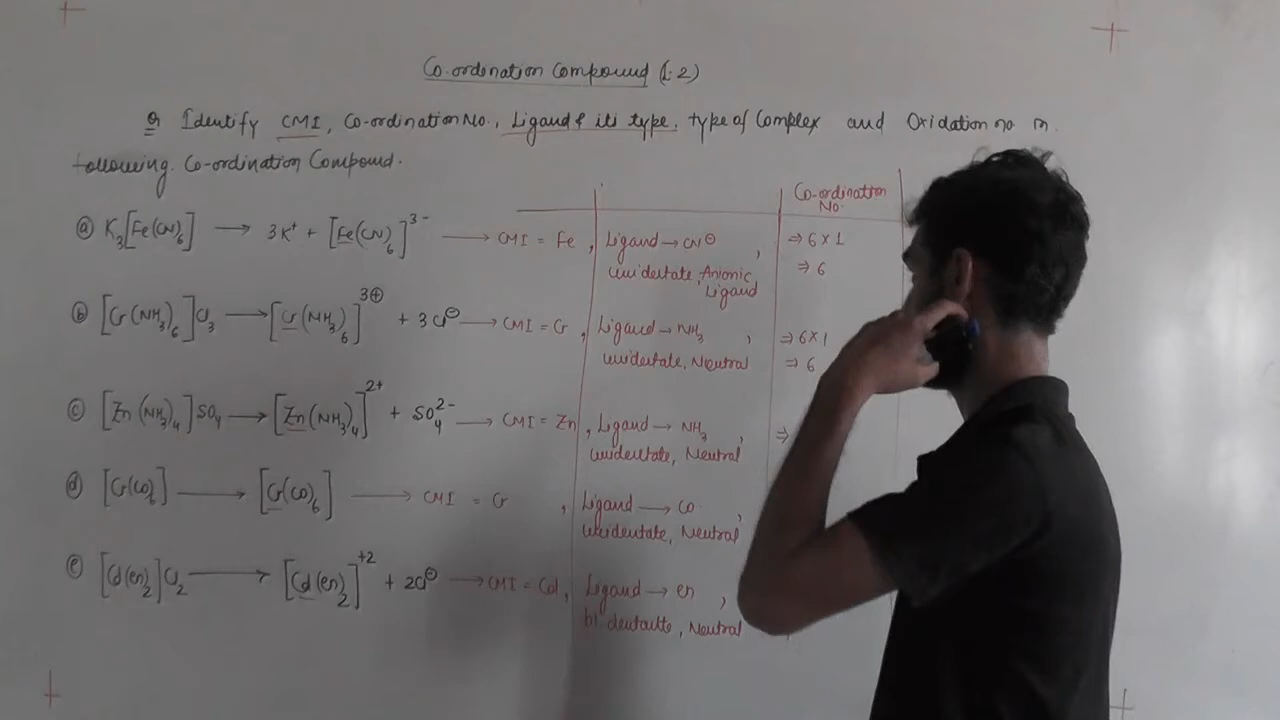 Co-ordination Compound (L-2)
Q Identify CMI, Co-ordination No., Ligand & its type, type of Complex and Oxidation no in
following Co-ordination Compound.
Co-ordination
No.
(a) K₃[Fe(CN)₆] → 3K⁺ + [Fe(CN)₆]³⁻ → CMI = Fe, Ligand → CN⊖, ⇒ 6×1
unidentate, Anionic Ligand ⇒ 6
(b) [Cr(NH₃)₆]Cl₃ → [Cr(NH₃)₆]³⊕ + 3Cl⊖ → CMI = Cr, Ligand → NH₃, ⇒ 6×1
unidentate, Neutral ⇒ 6
(c) [Zn(NH₃)₄]SO₄ → [Zn(NH₃)₄]²⁺ + SO₄²⁻ → CMI = Zn, Ligand → NH₃, ⇒
unidentate, Neutral
(d) [Cr(CO)₆] → [Cr(CO)₆] → CMI = Cr, Ligand → CO,
unidentate, Neutral
(e) [Cd(en)₂]Cl₂ → [Cd(en)₂]⁺² + 2Cl⊖ → CMI = Cd, Ligand → en,
bi dentatte, Neutral